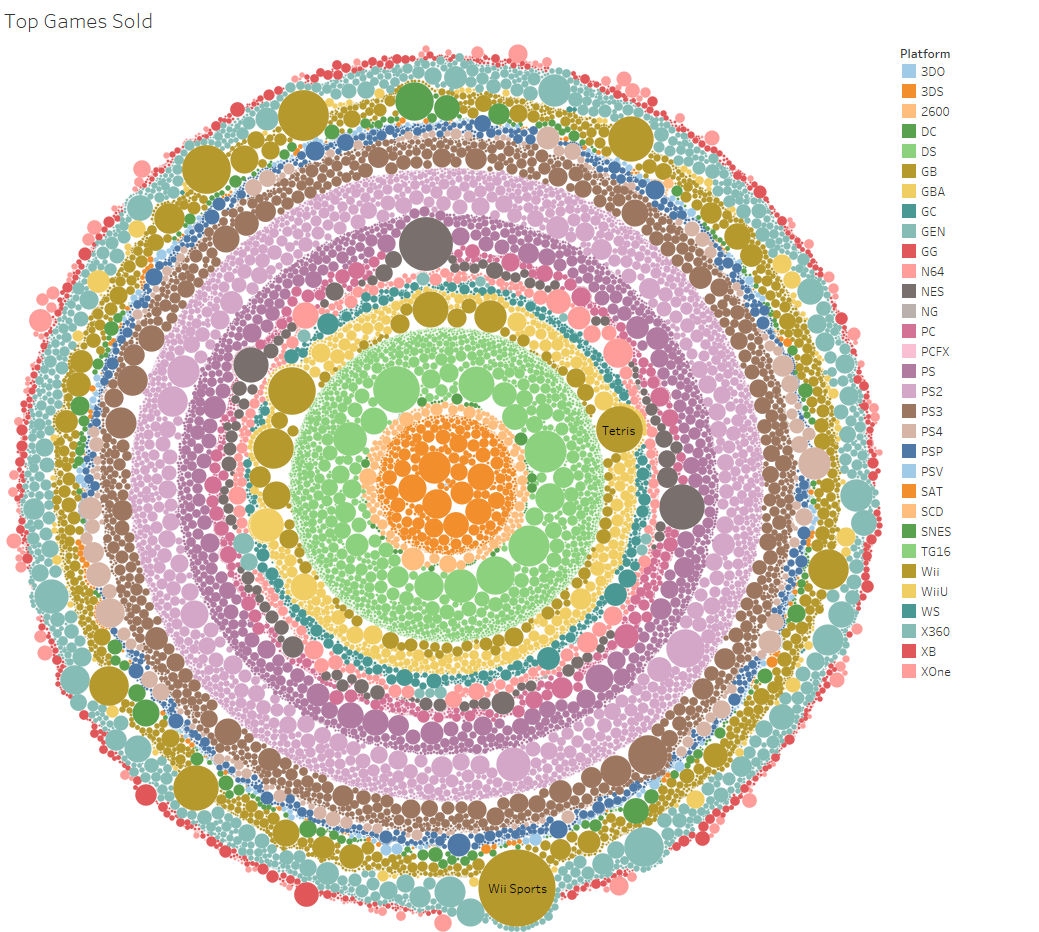 Top Games Sold
Platform
3DO
3DS
2600
DC
DS
GB
GBA
GC
GEN
GG
N64
NES
NG
PC
PCFX
PS
PS2
PS3
PS4
PSP
PSV
SAT
SCD
SNES
TG16
Wii
WiiU
WS
X360
XB
XOne
Tetris
Wii Sports